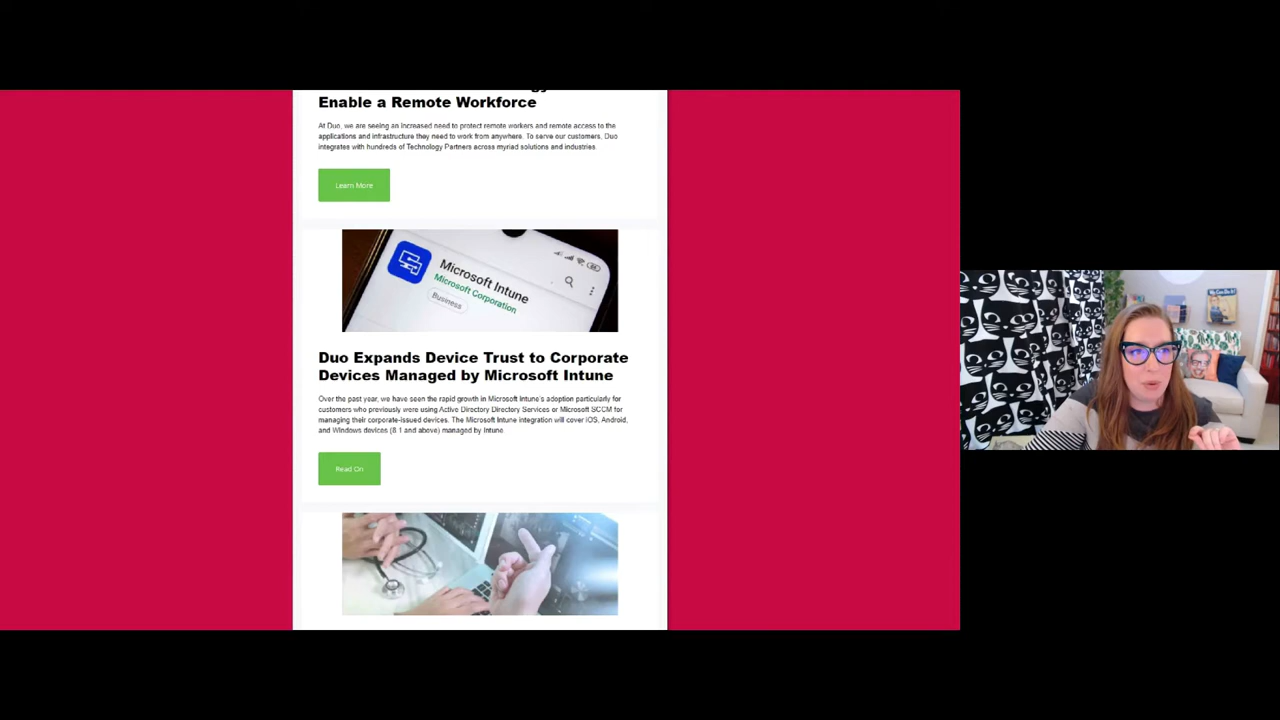 Enable a Remote Workforce
At Duo, we are seeing an increased need to protect remote workers and remote access to the
applications and infrastructure they need to work from anywhere. To serve our customers, Duo
integrates with hundreds of Technology Partners across myriad solutions and industries.
Learn More
Microsoft Intune
Microsoft Corporation
Business
Duo Expands Device Trust to Corporate
Devices Managed by Microsoft Intune
Over the past year, we have seen the rapid growth in Microsoft Intune's adoption particularly for
customers who previously were using Active Directory Directory Services or Microsoft SCCM for
managing their corporate-issued devices. The Microsoft Intune integration will cover iOS, Android,
and Windows devices (8.1 and above) managed by Intune.
Read On